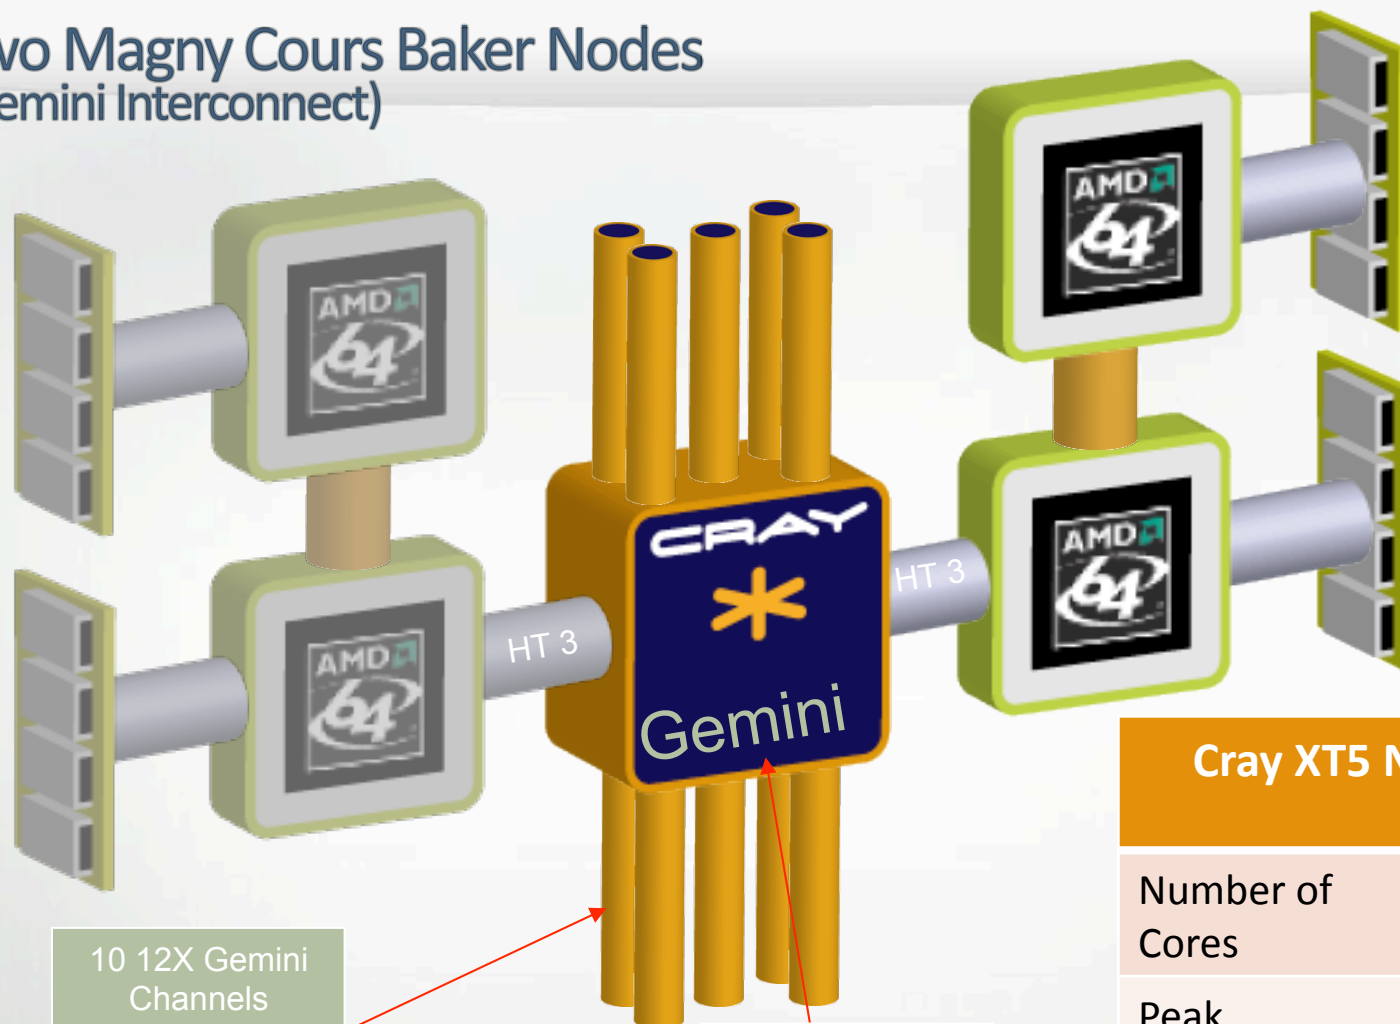 wo Magny Cours Baker Nodes
emini Interconnect)
AMD
64
AMD
64
AMD
64
AMD
64
CRAY
HT 3
HT 3
Gemini
Cray XT5 N
Number of
Cores
Peak
10 12X Gemini
Channels